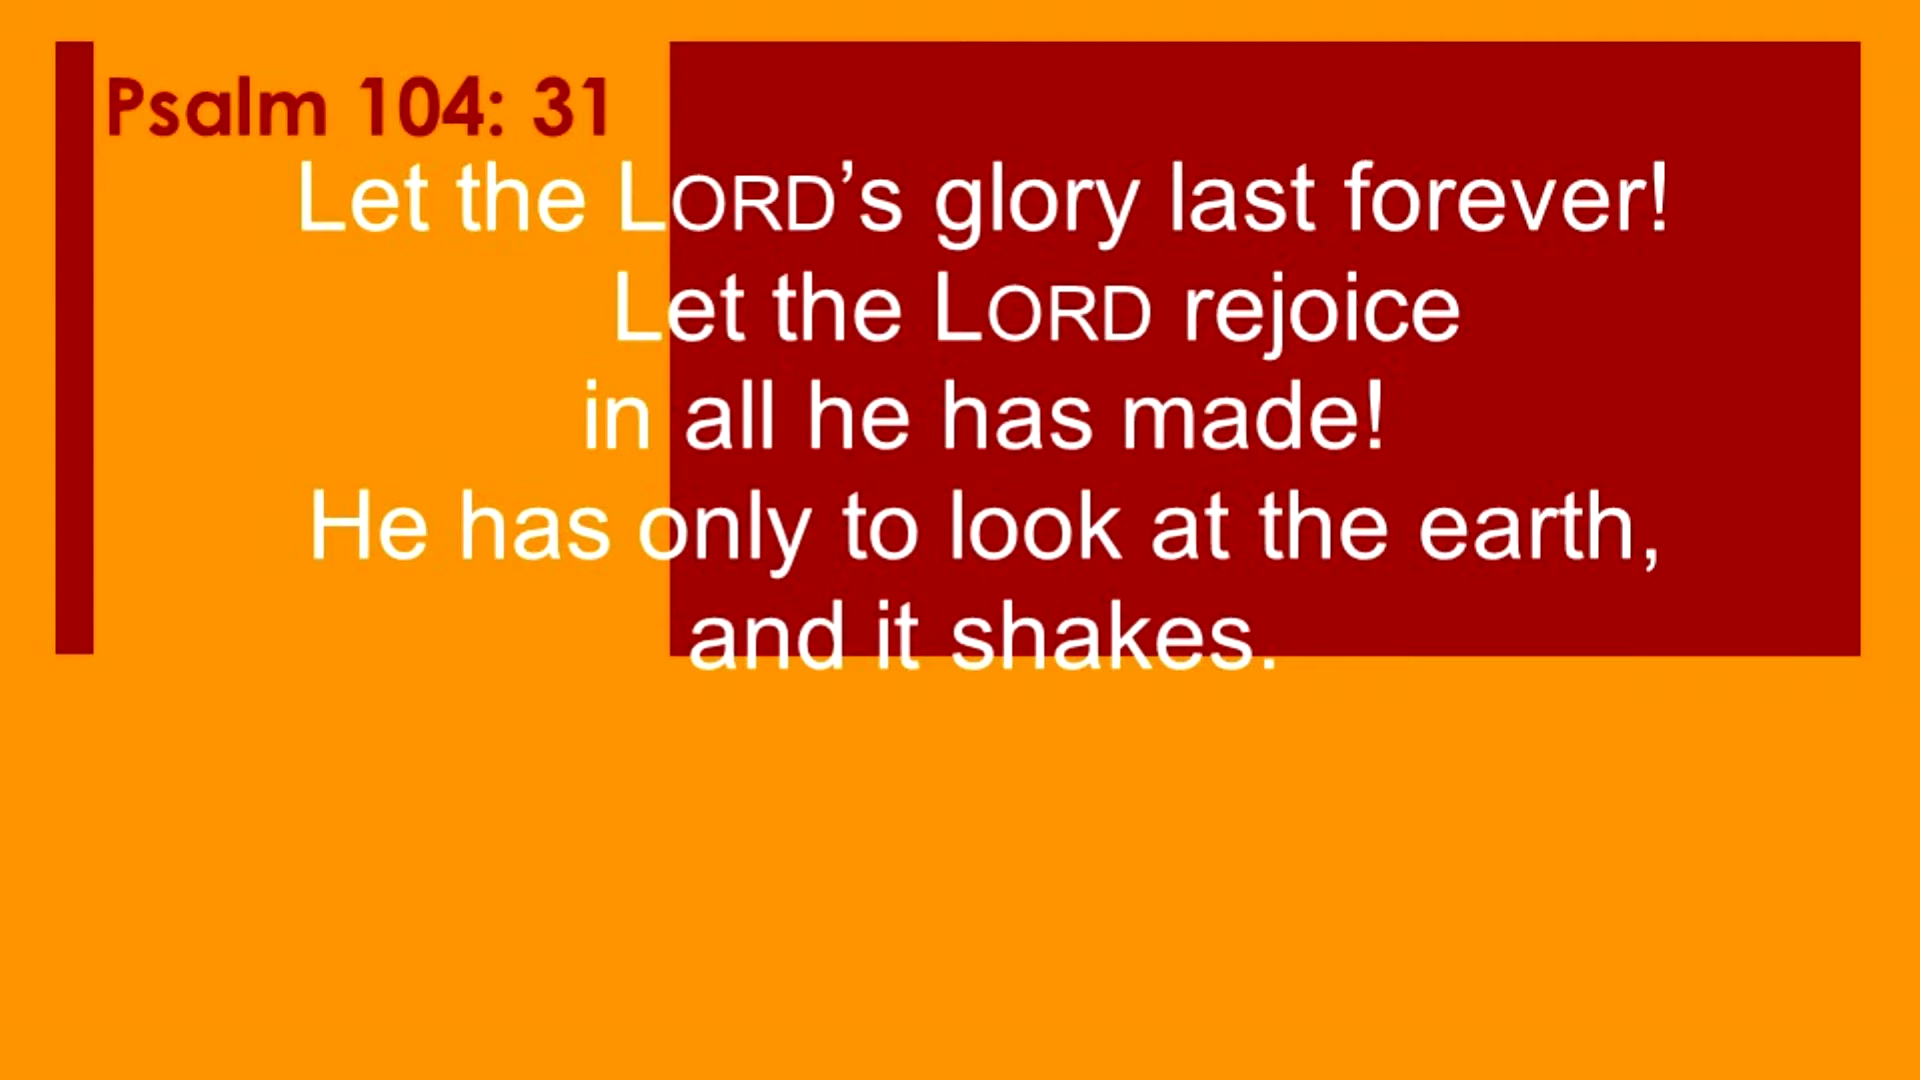 Psalm 104: 31
Let the LORD’s glory last forever!
Let the LORD rejoice
in all he has made!
He has only to look at the earth,
and it shakes.